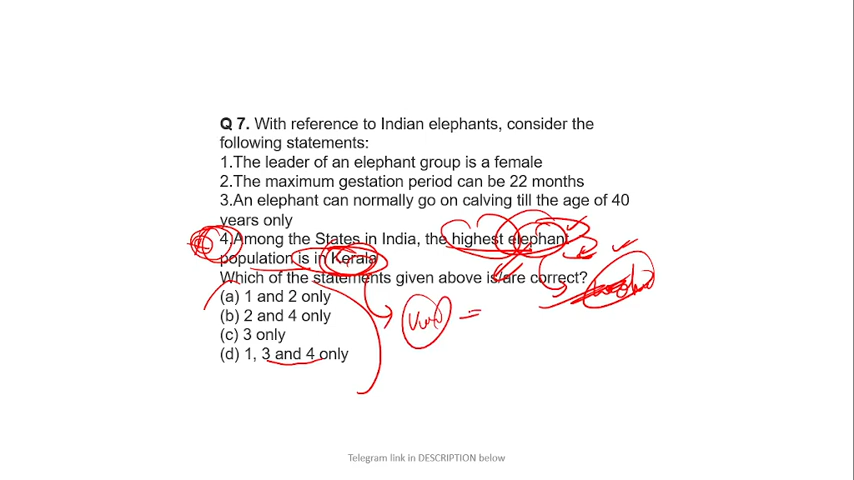 Q 7. With reference to Indian elephants, consider the
following statements:
1.The leader of an elephant group is a female
2.The maximum gestation period can be 22 months
3.An elephant can normally go on calving till the age of 40
years only
4.Among the States in India, the highest elephant
population is in Kerala
Which of the statements given above is/are correct?
(a) 1 and 2 only
(b) 2 and 4 only
(c) 3 only
(d) 1, 3 and 4 only
Telegram link in DESCRIPTION below